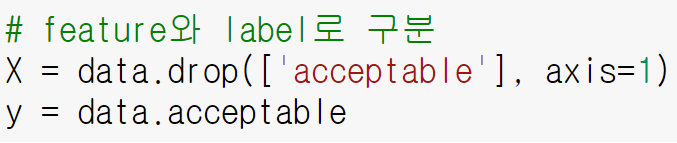 # feature와 label로 구분
X = data.drop(['acceptable'], axis=1)
y = data.acceptable